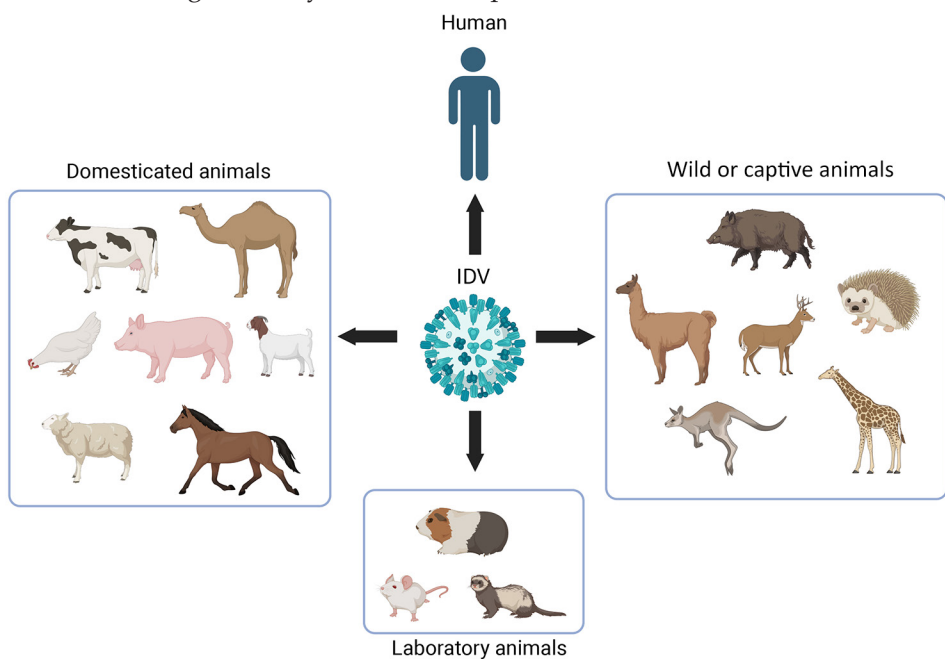 Human
Domesticated animals
Wild or captive animals
IDV
Laboratory animals